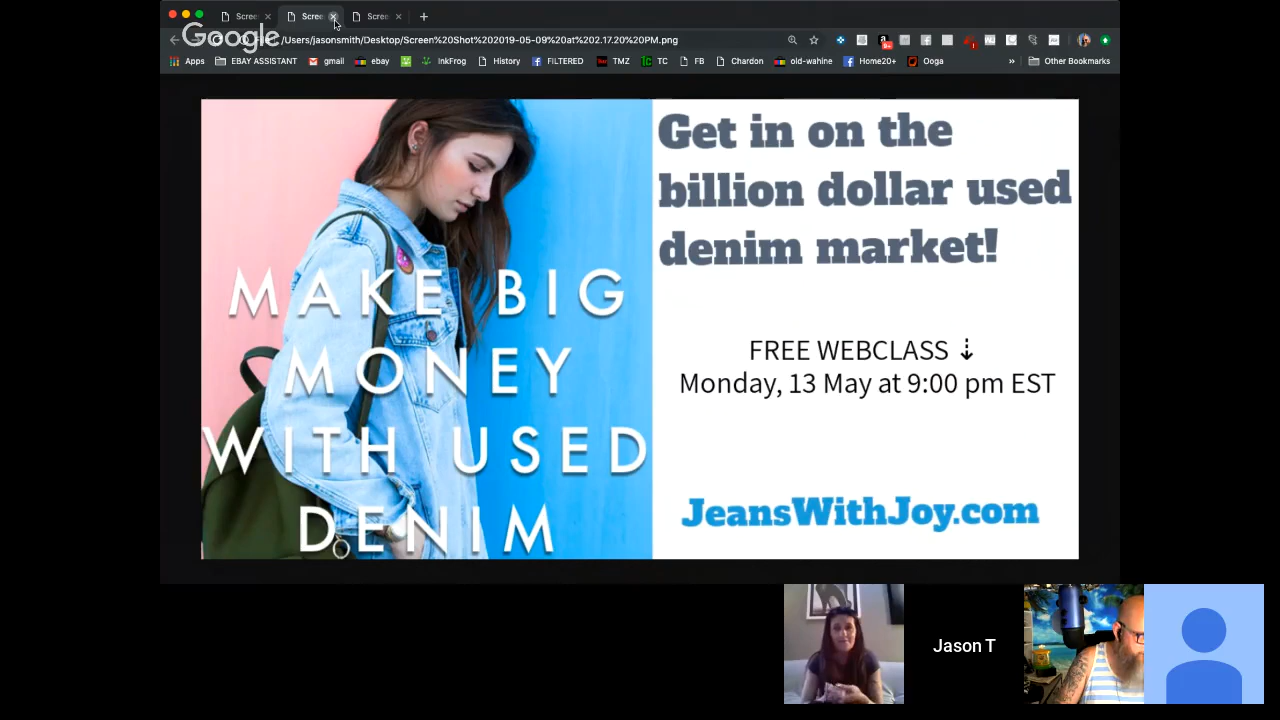 Scree
Scree
Scree
Google
/Users/jasonsmith/Desktop/Screen%20Shot%202019-05-09%20at%202.17.20%20PM.png
Apps
EBAY ASSISTANT
gmail
ebay
InkFrog
History
FILTERED
TMZ
TC
FB
Chardon
old-wahine
Home20+
Ooga
»
Other Bookmarks
Get in on the
billion dollar used
denim market!
MAKE BIG
MONEY
WITH USED
DENIM
FREE WEBCLASS ⇣
Monday, 13 May at 9:00 pm EST
JeansWithJoy.com
Jason T